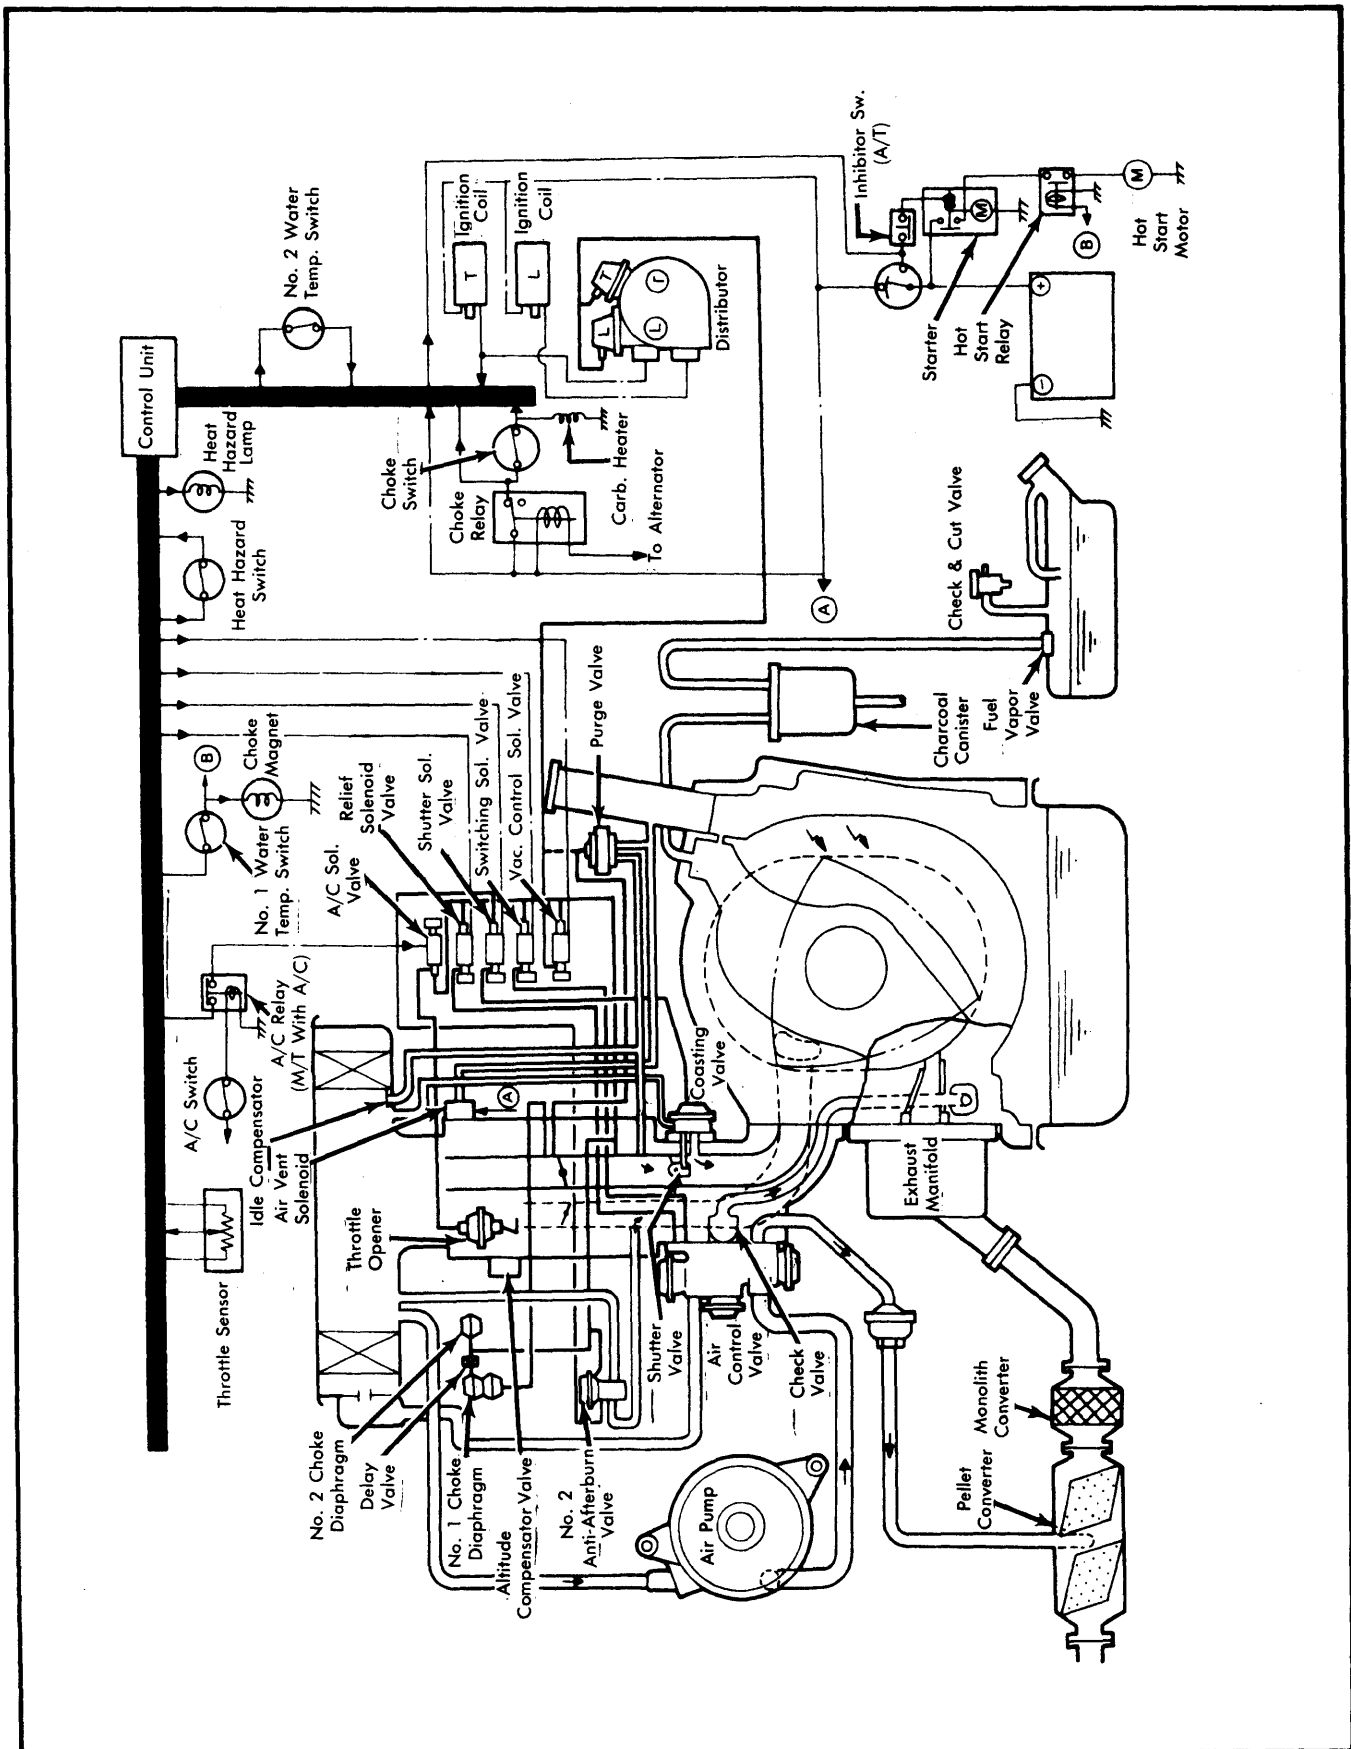 Control Unit
No. 2 Water
Temp. Switch
Heat
Hazard
Lamp
Heat Hazard
Switch
B
Choke
Magnet
No. 1 Water
Temp. Switch
A/C Relay
(M/T With A/C)
A/C Switch
Throttle Sensor
Idle Compensator
Air Vent
Solenoid
A
A/C Sol.
Valve
Relief
Solenoid
Valve
Shutter Sol.
Valve
Switching Sol. Valve
Vac. Control Sol. Valve
Purge Valve
Choke
Switch
Choke
Relay
Carb. Heater
To Alternator
Ignition
Coil
T
Ignition
Coil
L
T
L
T
L
Distributor
Inhibitor Sw.
(A/T)
M
Starter
Hot
Start
Relay
B
M
Hot
Start
Motor
+
−
A
Check & Cut Valve
Charcoal
Canister
Fuel
Vapor
Valve
No. 2 Choke
Diaphragm
Delay
Valve
No. 1 Choke
Diaphragm
Altitude
Compensator Valve
No. 2
Anti-Afterburn
Valve
Throttle
Opener
Coasting
Valve
Shutter
Valve
Air
Control
Valve
Check
Valve
Air Pump
Exhaust
Manifold
Monolith
Converter
Pellet
Converter